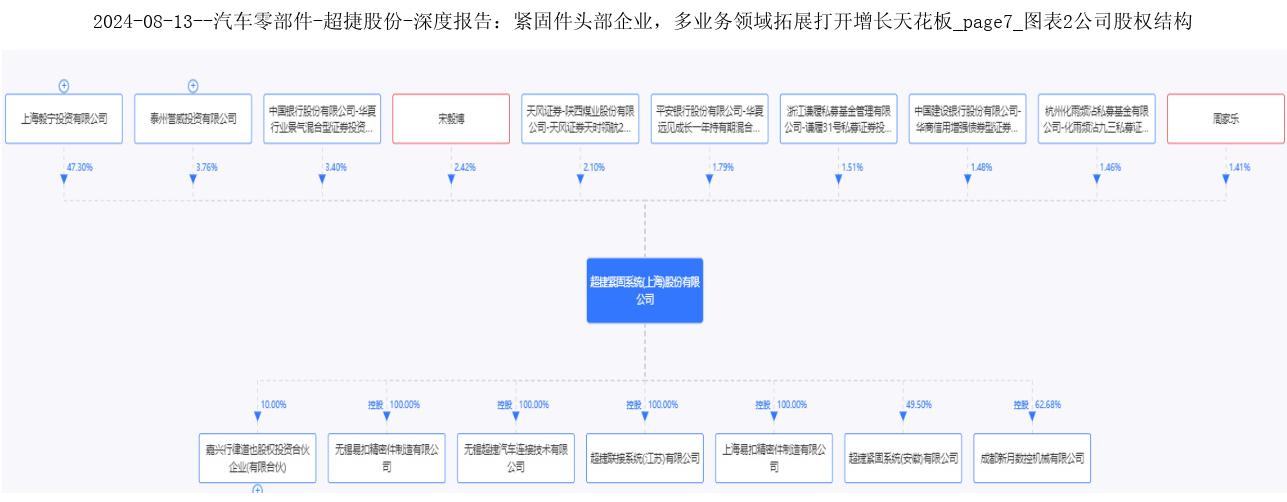 2024-08-13--汽车零部件-超捷股份-深度报告：紧固件头部企业，多业务领域拓展打开增长天花板_page7_图表2公司股权结构
上海毅宁投资有限公司
泰州誉威投资有限公司
中国银行股份有限公司-华夏
行业景气混合型证券投资...
宋毅博
天风证券-陕西煤业股份有限
公司-天风证券天时领航2...
平安银行股份有限公司-华夏
远见成长一年持有期混合...
浙江谦履私募基金管理有限
公司-谦履31号私募证券投...
中国建设银行股份有限公司-
华商信用增强债券型证券...
杭州化雨频沾私募基金有限
公司-化雨频沾九三私募证...
周家乐
47.30%
3.76%
3.40%
2.42%
2.10%
1.79%
1.51%
1.48%
1.46%
1.41%
超捷紧固系统(上海)股份有限
公司
10.00%
控股 100.00%
控股 100.00%
控股 100.00%
控股 100.00%
49.50%
控股 62.68%
嘉兴行律道也股权投资合伙
企业(有限合伙)
无锡易扣精密件制造有限公
司
无锡超捷汽车连接技术有限
公司
超捷联接系统(江苏)有限公司
上海易扣精密件制造有限公
司
超捷紧固系统(安徽)有限公司
成都新月数控机械有限公司